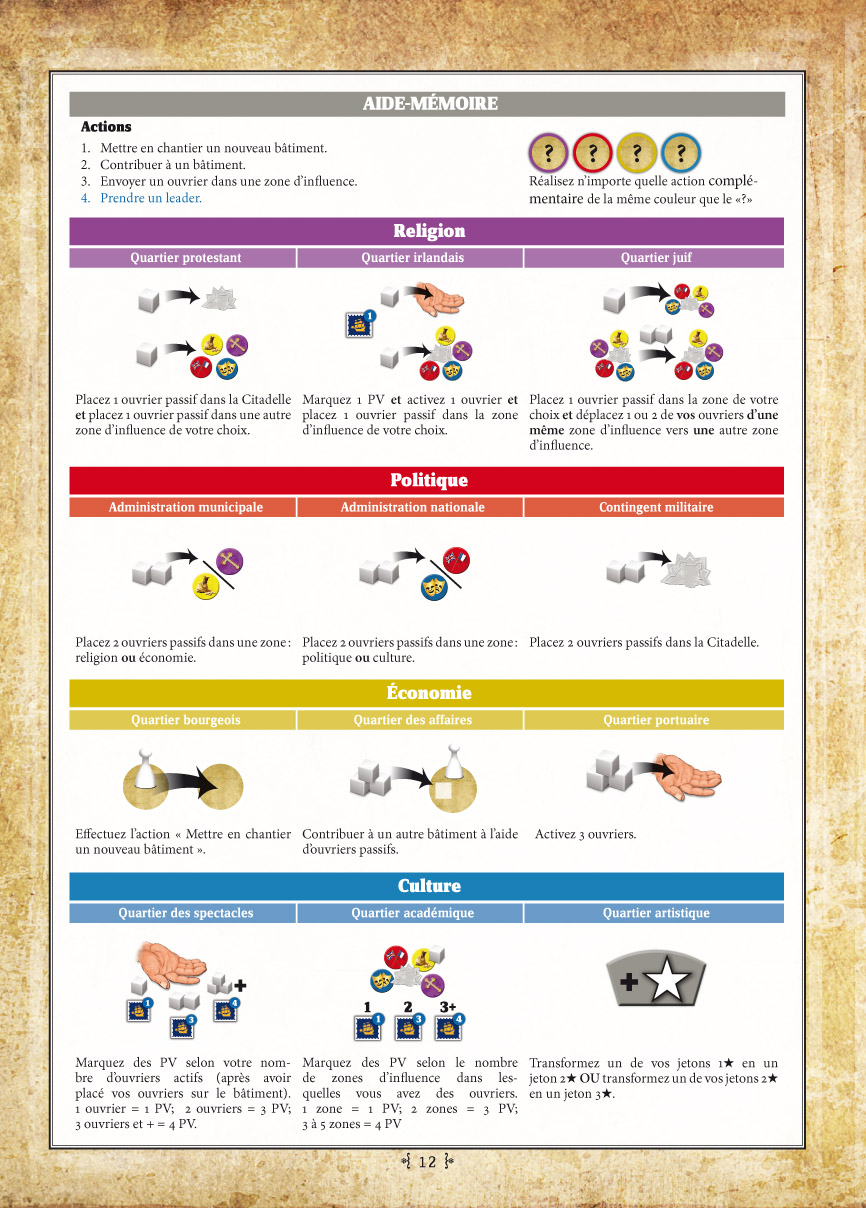 AIDE-MÉMOIRE
Actions
1. Mettre en chantier un nouveau bâtiment.
2. Contribuer à un bâtiment.
3. Envoyer un ouvrier dans une zone d’influence.
4. Prendre un leader.
? ? ? ?
Réalisez n’importe quelle action complé-
mentaire de la même couleur que le «?»
Religion
Quartier protestant
Quartier irlandais
Quartier juif
1
Placez 1 ouvrier passif dans la Citadelle
et placez 1 ouvrier passif dans une autre
zone d’influence de votre choix.
Marquez 1 PV et activez 1 ouvrier et
placez 1 ouvrier passif dans la zone
d’influence de votre choix.
Placez 1 ouvrier passif dans la zone de votre
choix et déplacez 1 ou 2 de vos ouvriers d’une
même zone d’influence vers une autre zone
d’influence.
Politique
Administration municipale
Administration nationale
Contingent militaire
Placez 2 ouvriers passifs dans une zone :
religion ou économie.
Placez 2 ouvriers passifs dans une zone :
politique ou culture.
Placez 2 ouvriers passifs dans la Citadelle.
Économie
Quartier bourgeois
Quartier des affaires
Quartier portuaire
Effectuez l’action « Mettre en chantier
un nouveau bâtiment ».
Contribuer à un autre bâtiment à l’aide
d’ouvriers passifs.
Activez 3 ouvriers.
Culture
Quartier des spectacles
Quartier académique
Quartier artistique
+
1 3 4
1 2 3+
1 3 4
+★
Marquez des PV selon votre nom-
bre d’ouvriers actifs (après avoir
placé vos ouvriers sur le bâtiment).
1 ouvrier = 1 PV; 2 ouvriers = 3 PV;
3 ouvriers et + = 4 PV.
Marquez des PV selon le nombre
de zones d’influence dans les-
quelles vous avez des ouvriers.
1 zone = 1 PV; 2 zones = 3 PV;
3 à 5 zones = 4 PV
Transformez un de vos jetons 1★ en un
jeton 2★ OU transformez un de vos jetons 2★
en un jeton 3★.
12